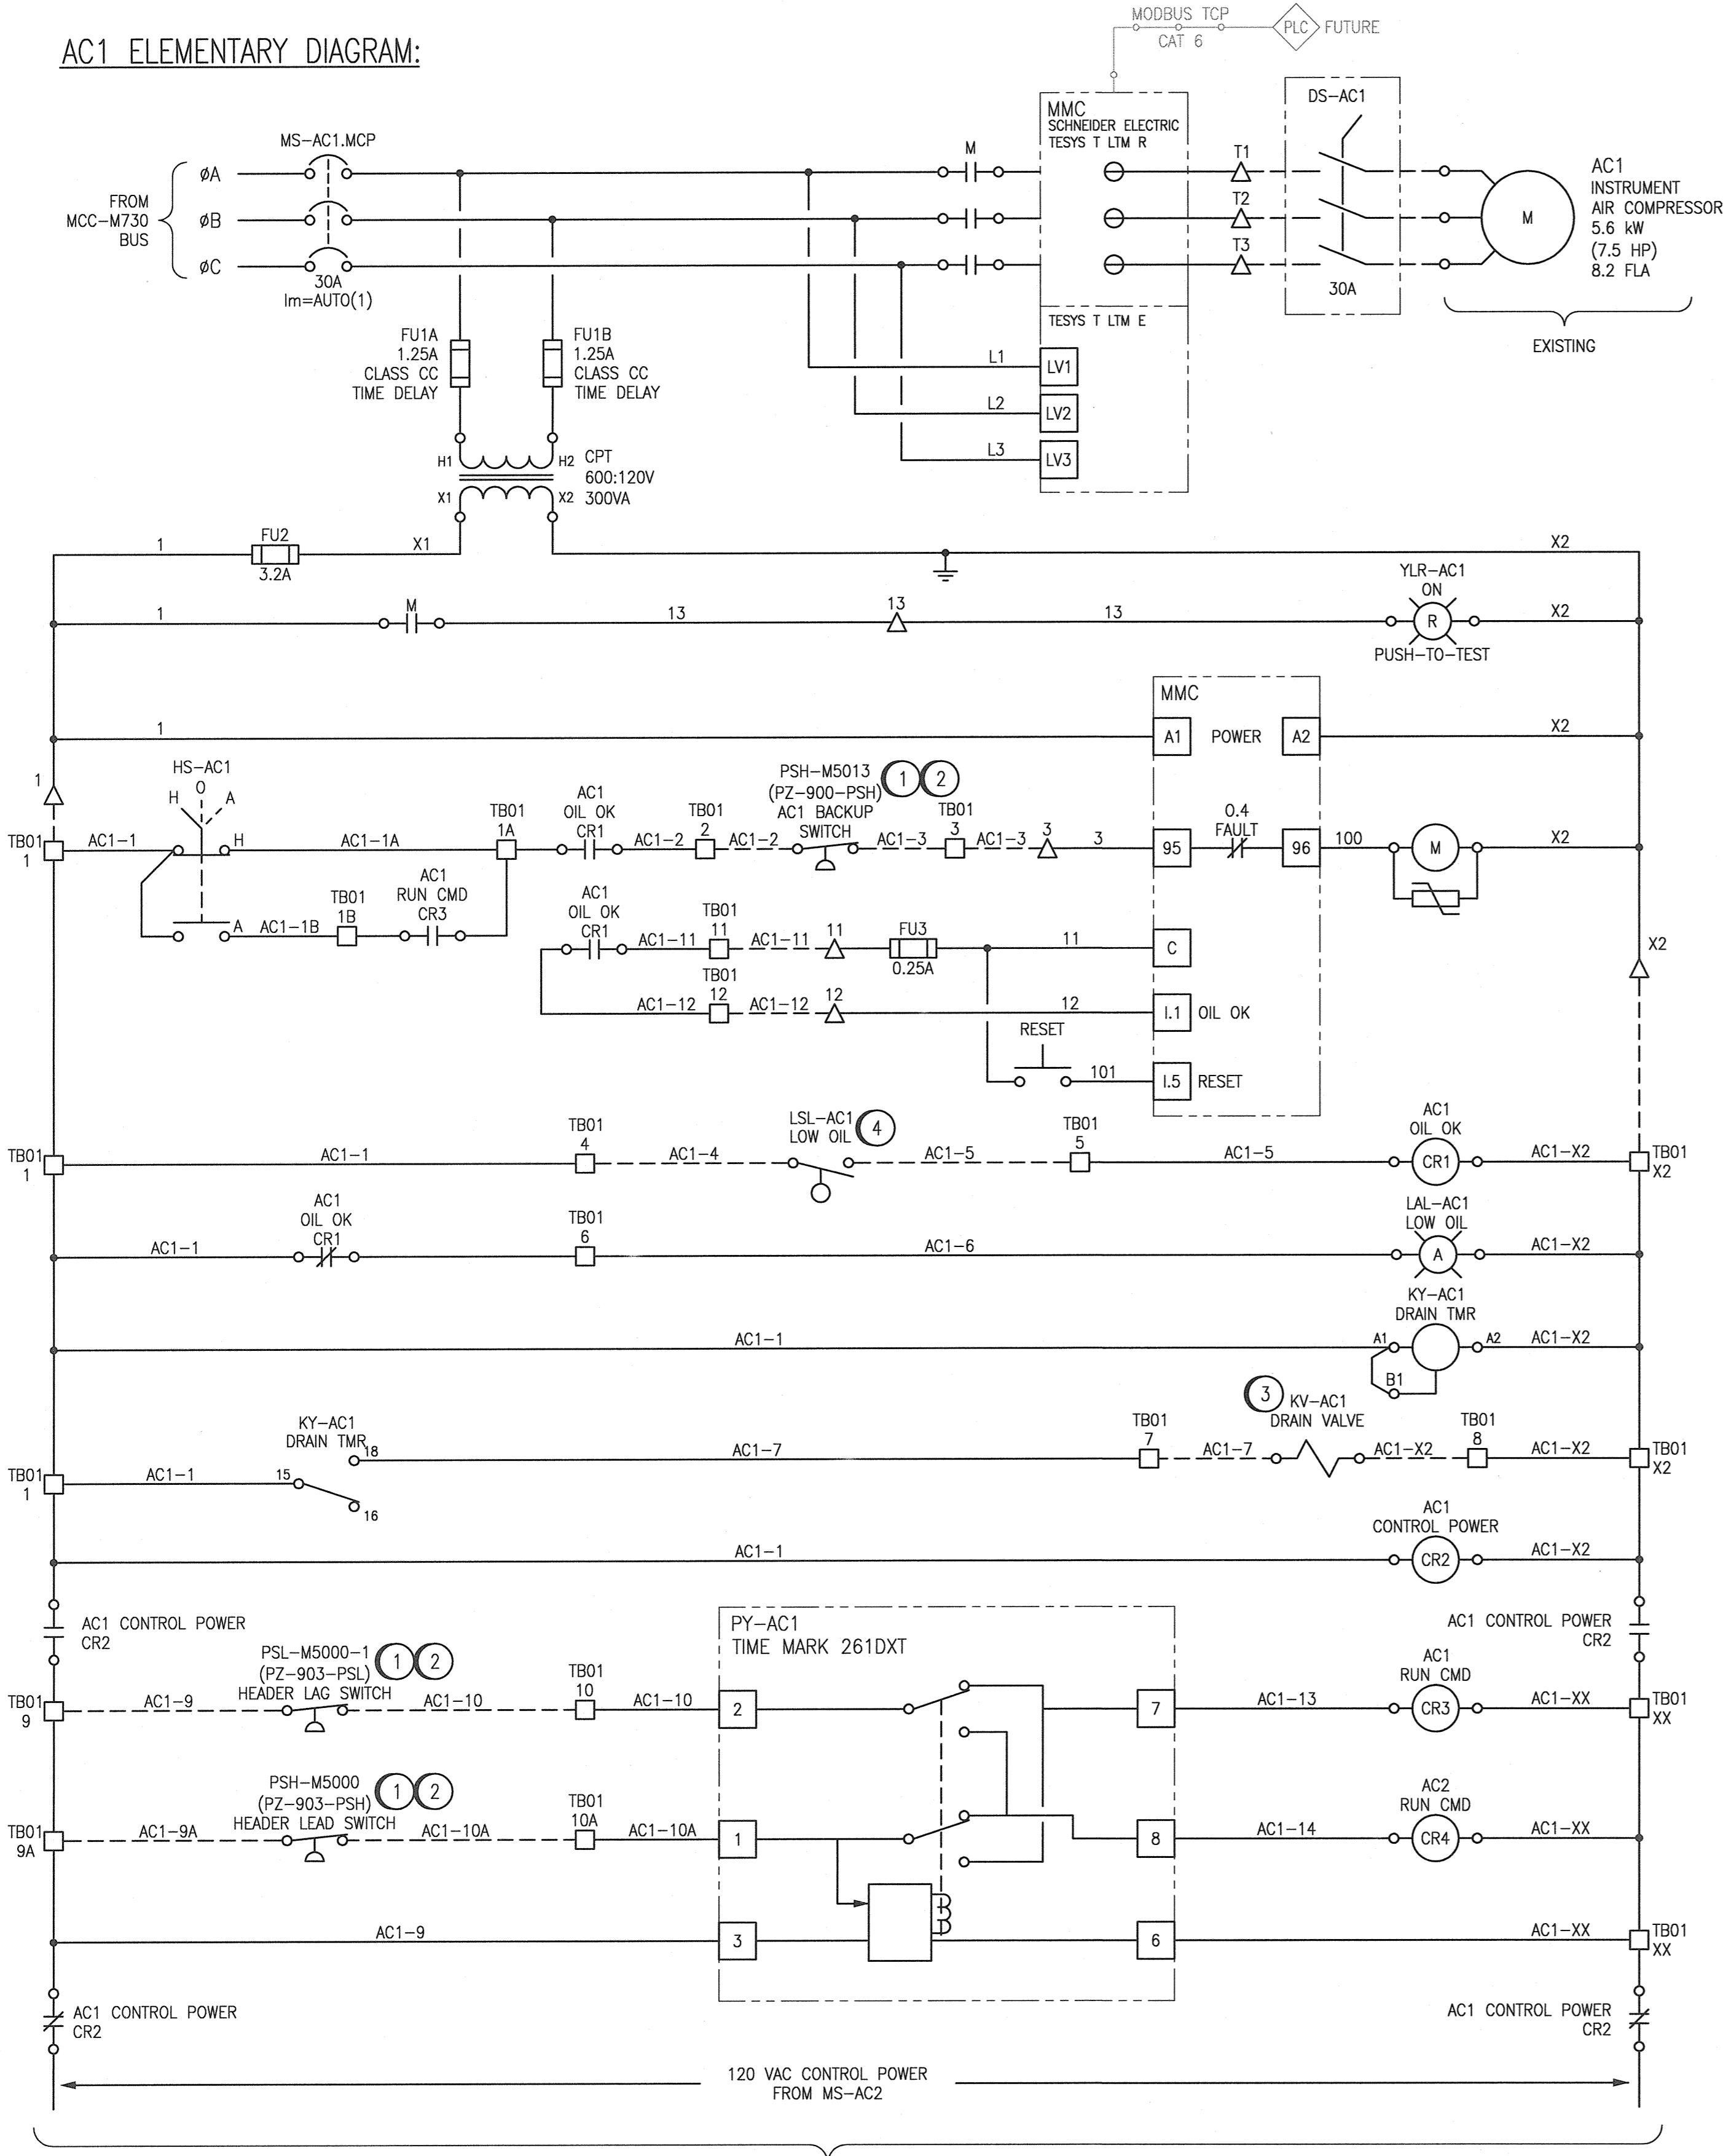 AC1 ELEMENTARY DIAGRAM:
MODBUS TCP
CAT 6
PLC
FUTURE
MMC
SCHNEIDER ELECTRIC
TESYS T LTM R
DS-AC1
MS-AC1.MCP
FROM
MCC-M730
BUS
øA
øB
øC
30A
Im=AUTO(1)
M
T1
T2
T3
30A
M
AC1
INSTRUMENT
AIR COMPRESSOR
5.6 kW
(7.5 HP)
8.2 FLA
EXISTING
TESYS T LTM E
L1
LV1
L2
LV2
L3
LV3
FU1A
1.25A
CLASS CC
TIME DELAY
FU1B
1.25A
CLASS CC
TIME DELAY
H1
H2
CPT
600:120V
300VA
X1
X2
1
FU2
3.2A
X1
X2
1
M
13
13
13
YLR-AC1
ON
R
PUSH-TO-TEST
X2
1
MMC
A1
POWER
A2
X2
1
HS-AC1
H
O
A
TB01
1
AC1-1
H
AC1-1A
TB01
1A
AC1
OIL OK
CR1
AC1-2
TB01
2
AC1-2
PSH-M5013
(PZ-900-PSH)
AC1 BACKUP
SWITCH
1
2
AC1-3
TB01
3
AC1-3
3
3
95
0.4
FAULT
96
100
M
X2
A
AC1-1B
TB01
1B
AC1
RUN CMD
CR3
AC1
OIL OK
CR1
AC1-11
TB01
11
AC1-11
11
FU3
0.25A
11
C
X2
AC1-12
TB01
12
AC1-12
12
12
I.1
OIL OK
RESET
101
I.5
RESET
TB01
1
AC1-1
TB01
4
AC1-4
LSL-AC1
LOW OIL
4
AC1-5
TB01
5
AC1-5
AC1
OIL OK
CR1
AC1-X2
TB01
X2
AC1-1
AC1
OIL OK
CR1
TB01
6
AC1-6
LAL-AC1
LOW OIL
A
AC1-X2
AC1-1
KY-AC1
DRAIN TMR
A1
A2
B1
AC1-X2
TB01
1
AC1-1
KY-AC1
DRAIN TMR
15
18
16
AC1-7
TB01
7
AC1-7
3
KV-AC1
DRAIN VALVE
AC1-X2
TB01
8
AC1-X2
TB01
X2
AC1-1
AC1
CONTROL POWER
CR2
AC1-X2
AC1 CONTROL POWER
CR2
AC1 CONTROL POWER
CR2
PY-AC1
TIME MARK 261DXT
TB01
9
AC1-9
PSL-M5000-1
(PZ-903-PSL)
HEADER LAG SWITCH
1
2
AC1-10
TB01
10
AC1-10
2
7
AC1-13
AC1
RUN CMD
CR3
AC1-XX
TB01
XX
TB01
9A
AC1-9A
PSH-M5000
(PZ-903-PSH)
HEADER LEAD SWITCH
1
2
AC1-10A
TB01
10A
AC1-10A
1
8
AC1-14
AC2
RUN CMD
CR4
AC1-XX
AC1-9
3
6
AC1-XX
TB01
XX
AC1 CONTROL POWER
CR2
AC1 CONTROL POWER
CR2
120 VAC CONTROL POWER
FROM MS-AC2